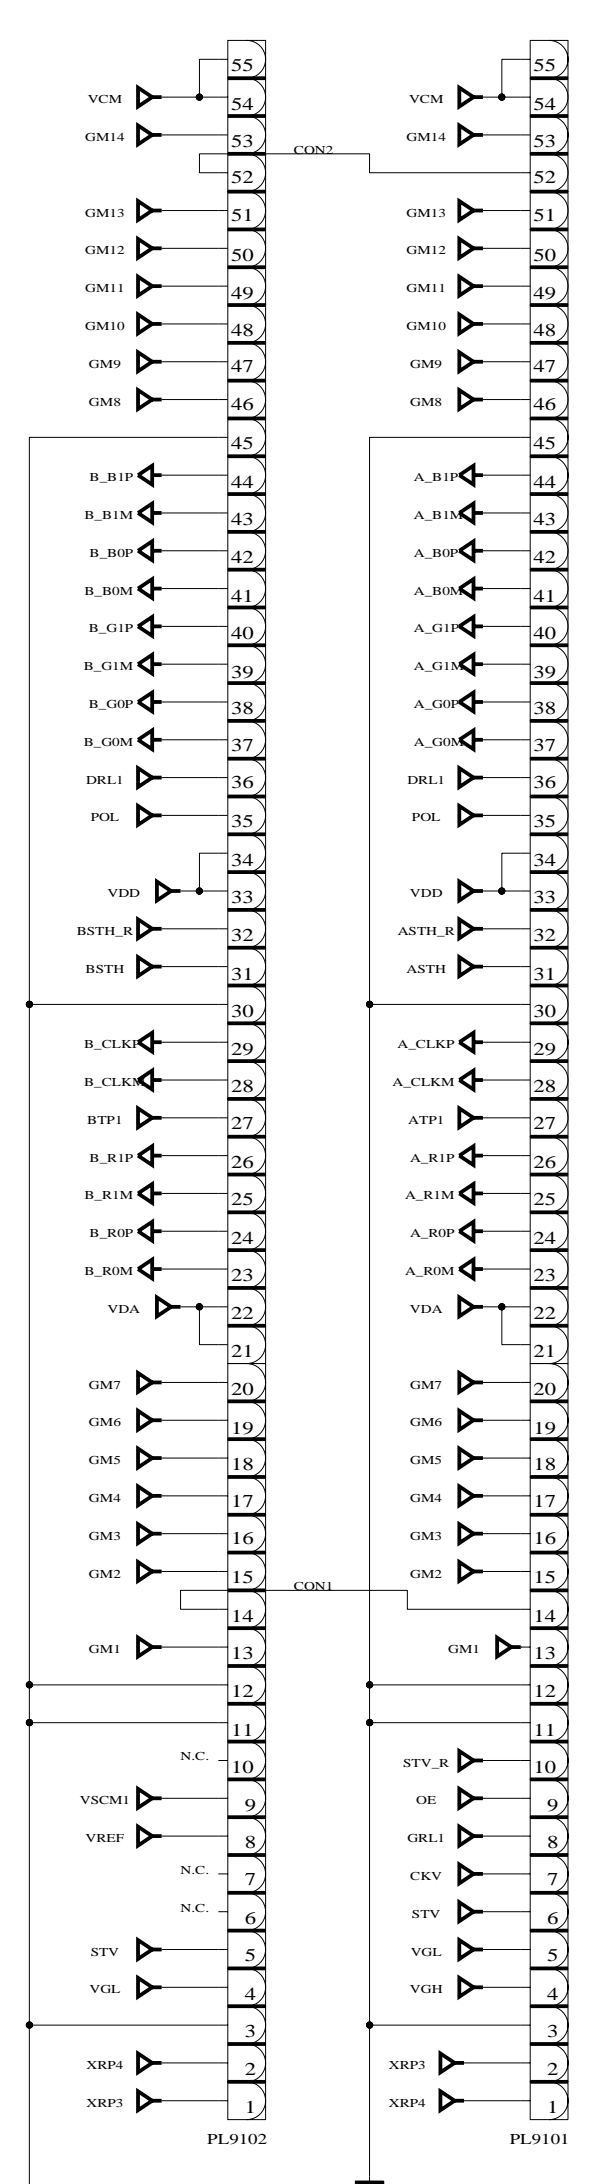 55 55
VCM 54 VCM 54
GM14 53 GM14 53
CON2
52 52
GM13 51 GM13 51
GM12 50 GM12 50
GM11 49 GM11 49
GM10 48 GM10 48
GM9 47 GM9 47
GM8 46 GM8 46
45 45
B_B1P 44 A_B1P 44
B_B1M 43 A_B1M 43
B_B0P 42 A_B0P 42
B_B0M 41 A_B0M 41
B_G1P 40 A_G1P 40
B_G1M 39 A_G1M 39
B_G0P 38 A_G0P 38
B_G0M 37 A_G0M 37
DRL1 36 DRL1 36
POL 35 POL 35
34 34
VDD 33 VDD 33
BSTH_R 32 ASTH_R 32
BSTH 31 ASTH 31
30 30
B_CLKP 29 A_CLKP 29
B_CLKM 28 A_CLKM 28
BTP1 27 ATP1 27
B_R1P 26 A_R1P 26
B_R1M 25 A_R1M 25
B_R0P 24 A_R0P 24
B_R0M 23 A_R0M 23
VDA 22 VDA 22
21 21
GM7 20 GM7 20
GM6 19 GM6 19
GM5 18 GM5 18
GM4 17 GM4 17
GM3 16 GM3 16
GM2 15 GM2 15
CON1
14 14
GM1 13 GM1 13
12 12
11 11
N.C. 10 STV_R 10
VSCM1 9 OE 9
VREF 8 GRL1 8
N.C. 7 CKV 7
N.C. 6 STV 6
STV 5 VGL 5
VGL 4 VGH 4
3 3
XRP4 2 XRP3 2
XRP3 1 XRP4 1
PL9102 PL9101